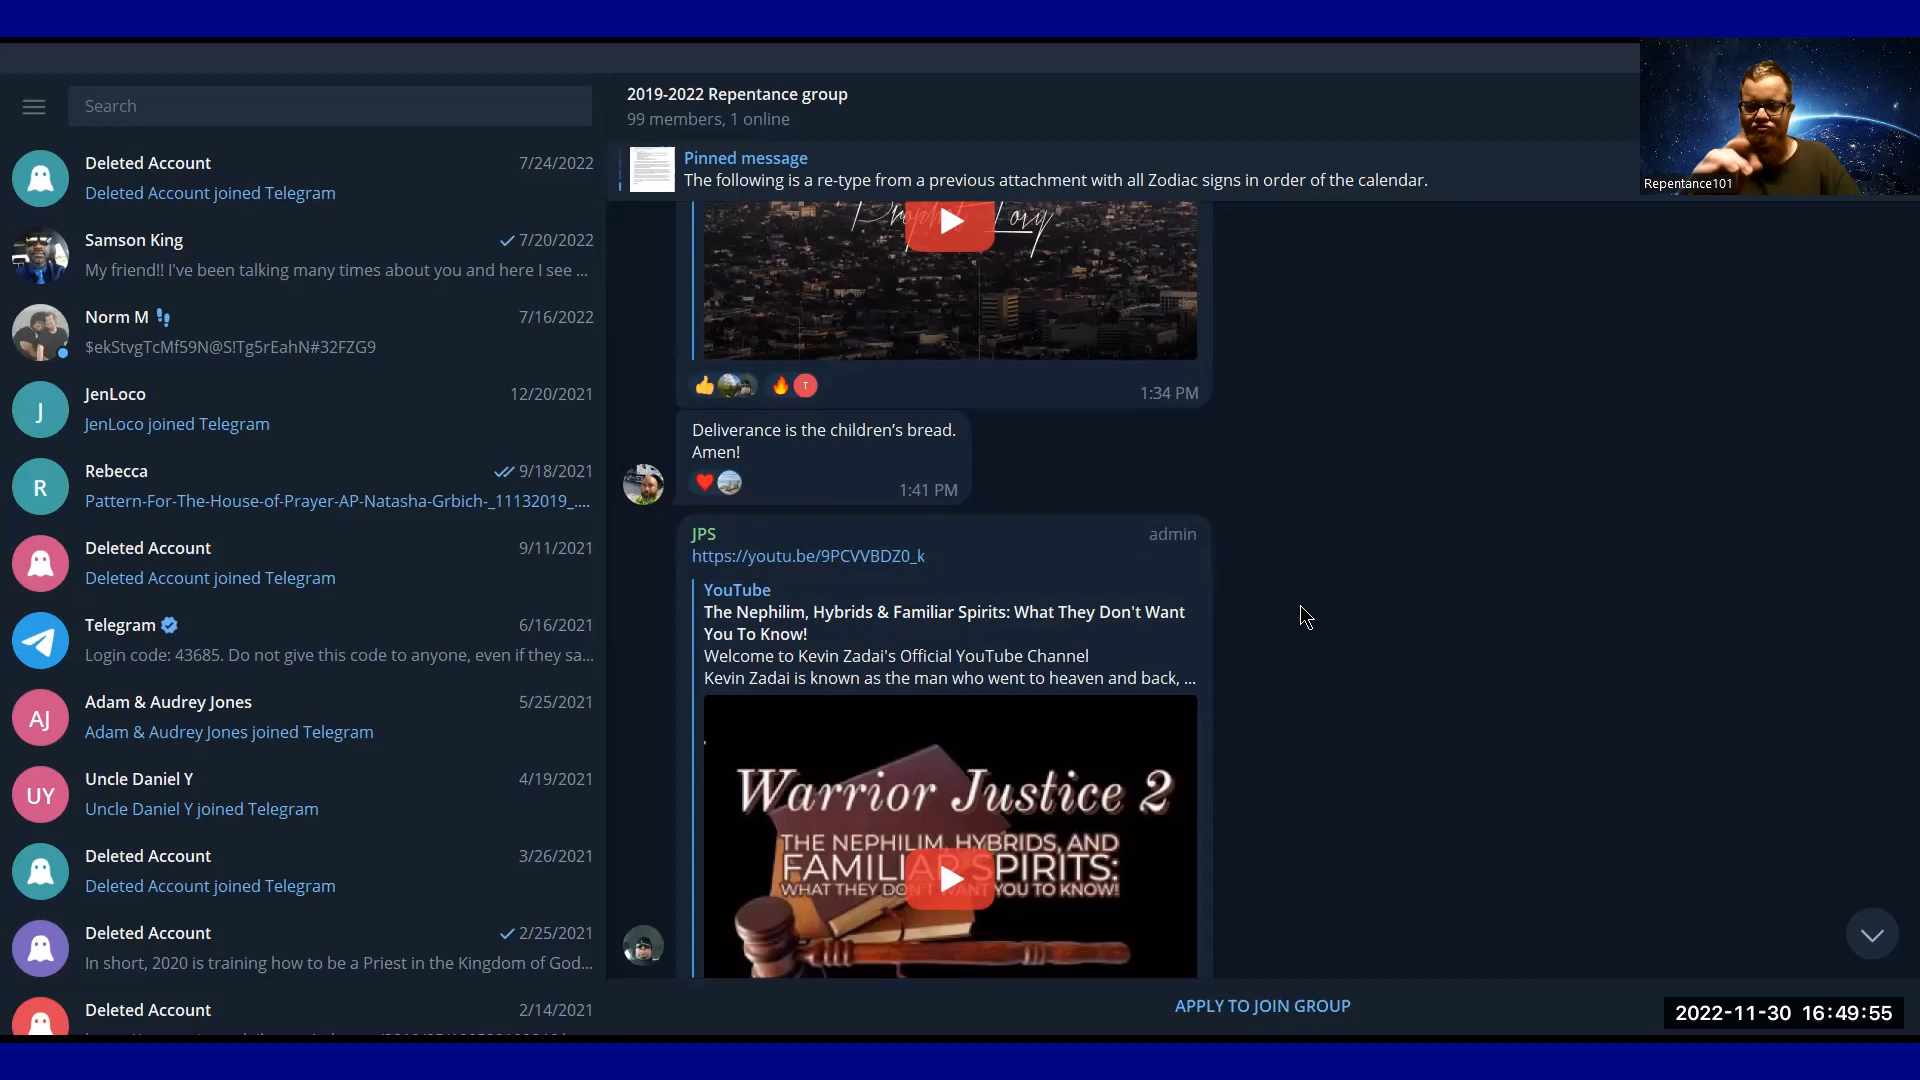 Search
Deleted Account
7/24/2022
Deleted Account joined Telegram
Samson King
7/20/2022
My friend!! I've been talking many times about you and here I see ...
Norm M
7/16/2022
$ekStvgTcMf59N@S!Tg5rEahN#32FZG9
J
JenLoco
12/20/2021
JenLoco joined Telegram
R
Rebecca
9/18/2021
Pattern-For-The-House-of-Prayer-AP-Natasha-Grbich-_11132019_....
Deleted Account
9/11/2021
Deleted Account joined Telegram
Telegram
6/16/2021
Login code: 43685. Do not give this code to anyone, even if they sa...
AJ
Adam & Audrey Jones
5/25/2021
Adam & Audrey Jones joined Telegram
UY
Uncle Daniel Y
4/19/2021
Uncle Daniel Y joined Telegram
Deleted Account
3/26/2021
Deleted Account joined Telegram
Deleted Account
2/25/2021
In short, 2020 is training how to be a Priest in the Kingdom of God...
Deleted Account
2/14/2021
2019-2022 Repentance group
99 members, 1 online
Pinned message
The following is a re-type from a previous attachment with all Zodiac signs in order of the calendar.
Repentance101
T
1:34 PM
Deliverance is the children’s bread.
Amen!
1:41 PM
JPS
admin
https://youtu.be/9PCVVBDZ0_k
YouTube
The Nephilim, Hybrids & Familiar Spirits: What They Don't Want
You To Know!
Welcome to Kevin Zadai's Official YouTube Channel
Kevin Zadai is known as the man who went to heaven and back, ...
Warrior Justice 2
THE NEPHILIM, HYBRIDS, AND
FAMILIAR SPIRITS:
WHAT THEY DON'T WANT YOU TO KNOW!
APPLY TO JOIN GROUP
2022-11-30 16:49:55